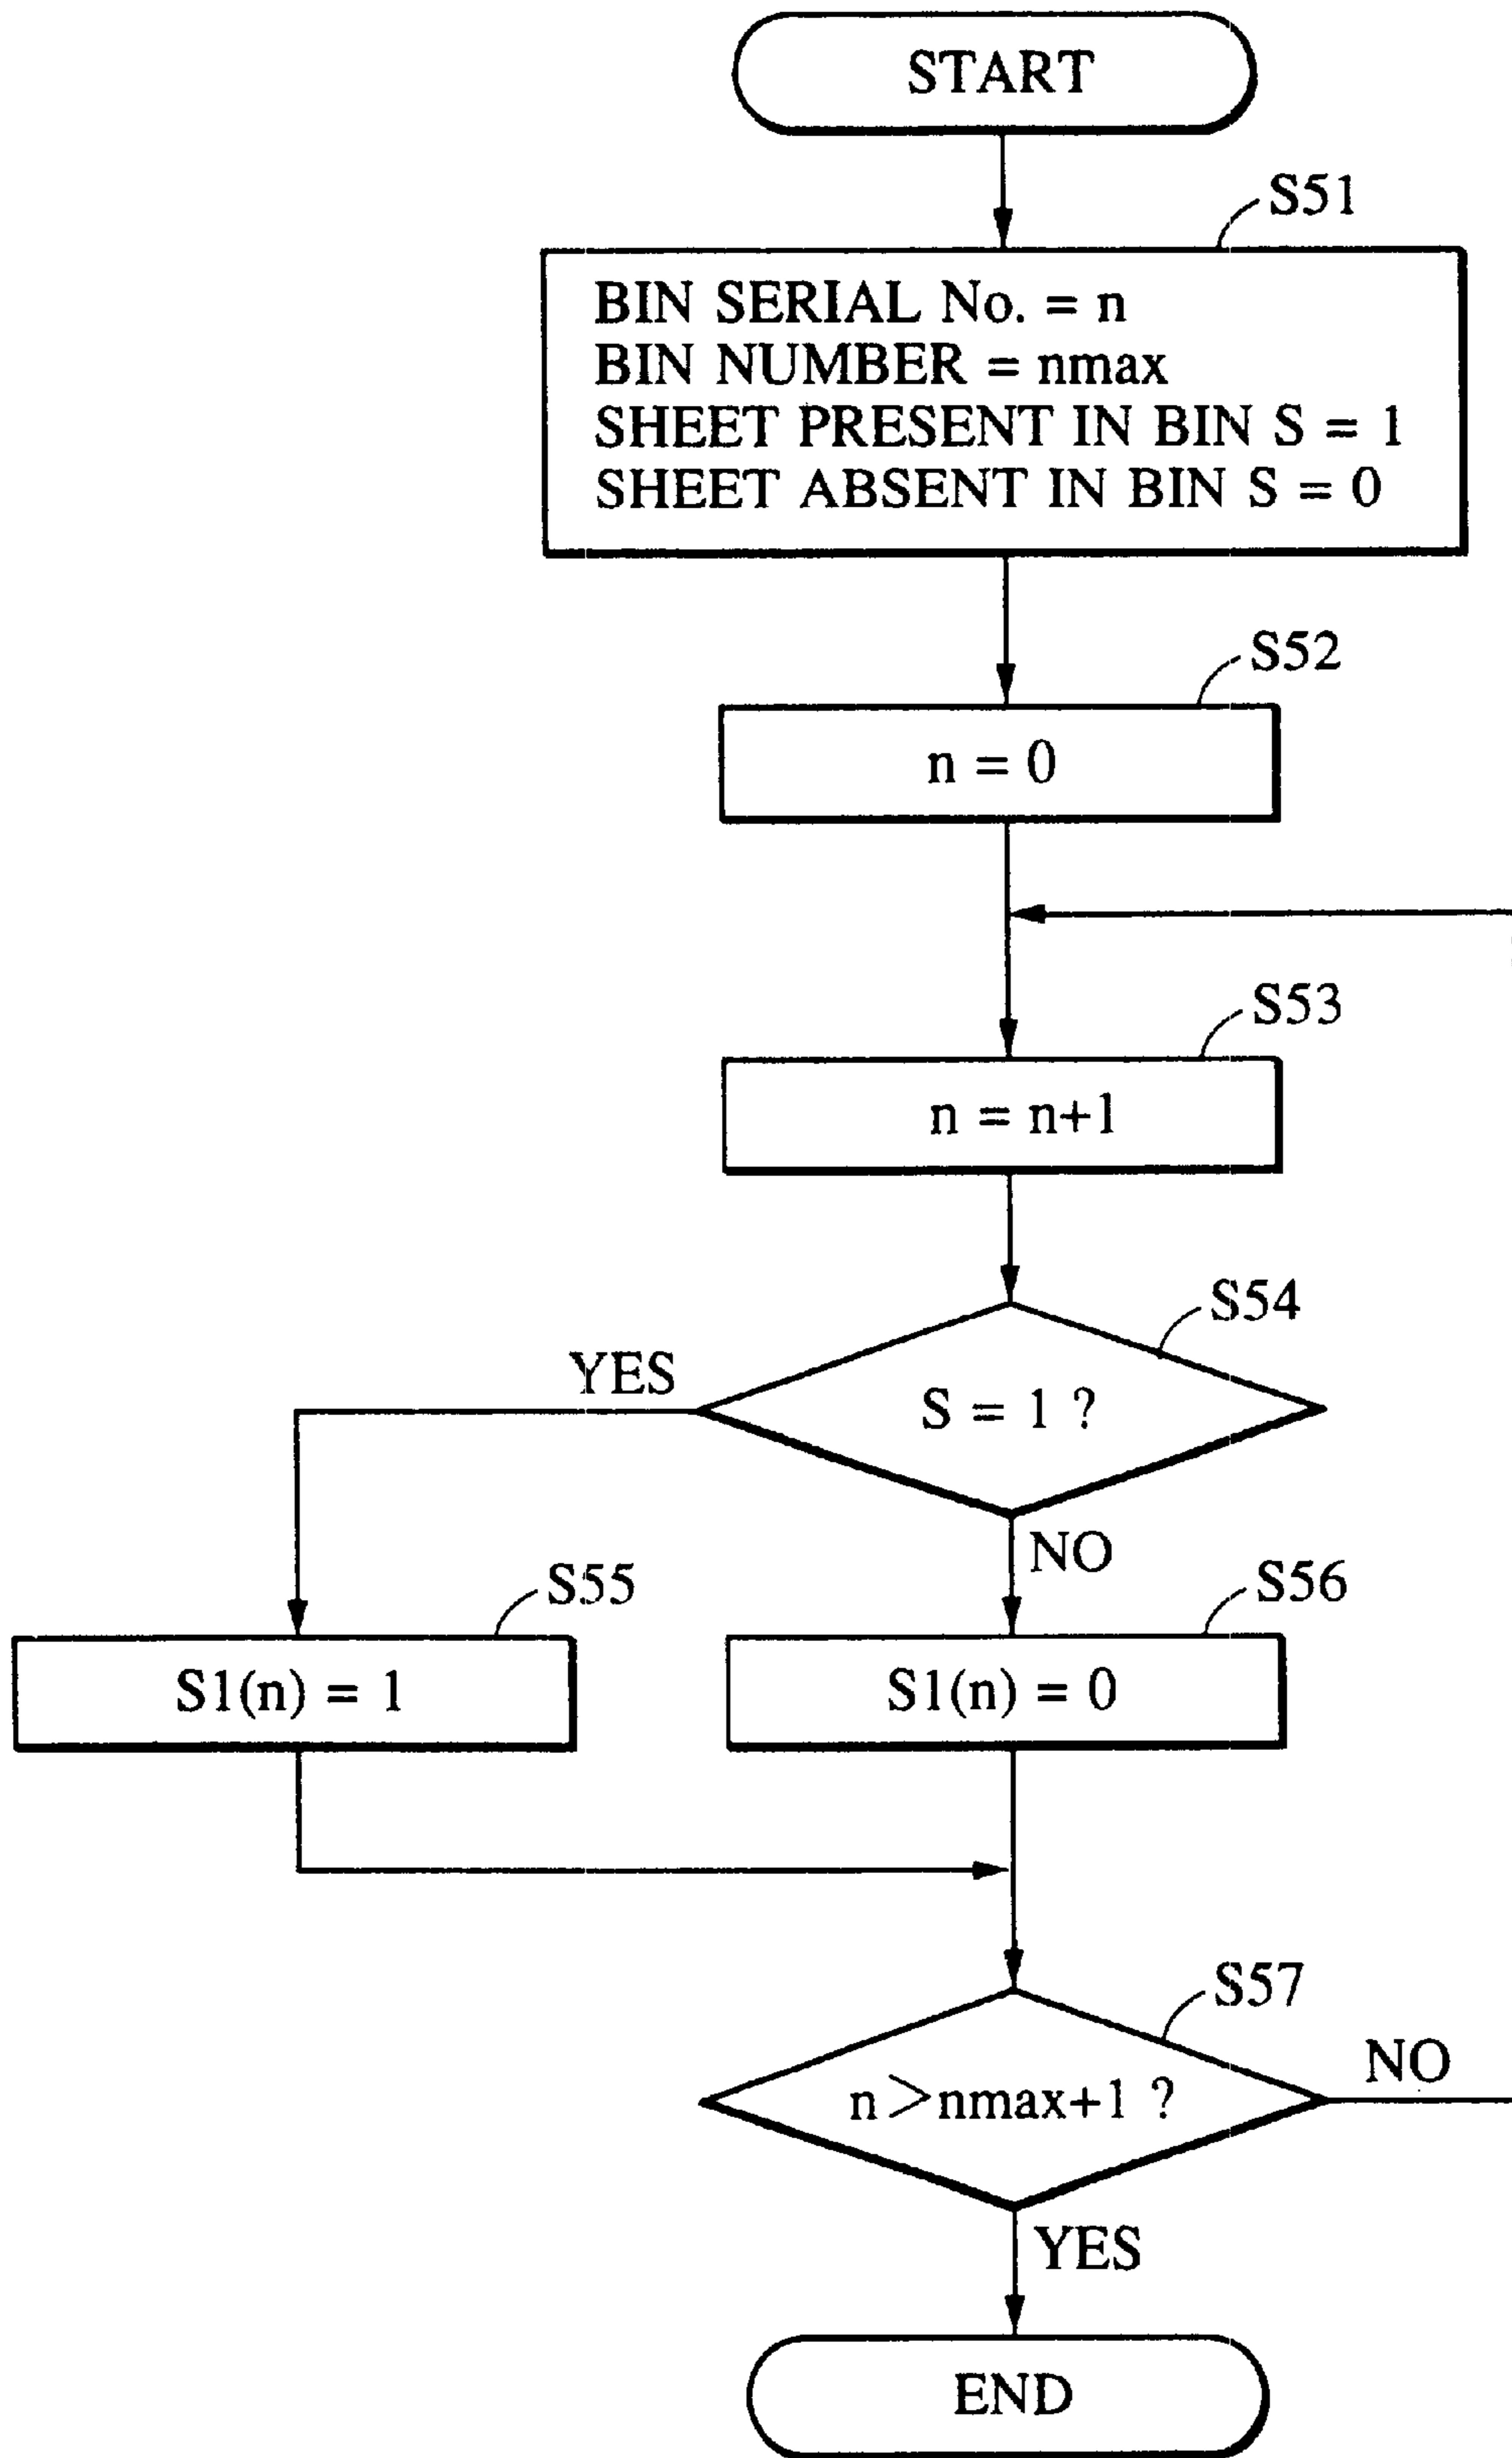 START
S51
BIN SERIAL No. = n
BIN NUMBER = nmax
SHEET PRESENT IN BIN S = 1
SHEET ABSENT IN BIN S = 0
S52
n = 0
S53
n = n+1
S54
YES
S = 1 ?
NO
S55
S56
S1(n) = 1
S1(n) = 0
S57
n>nmax+1 ?
NO
YES
END